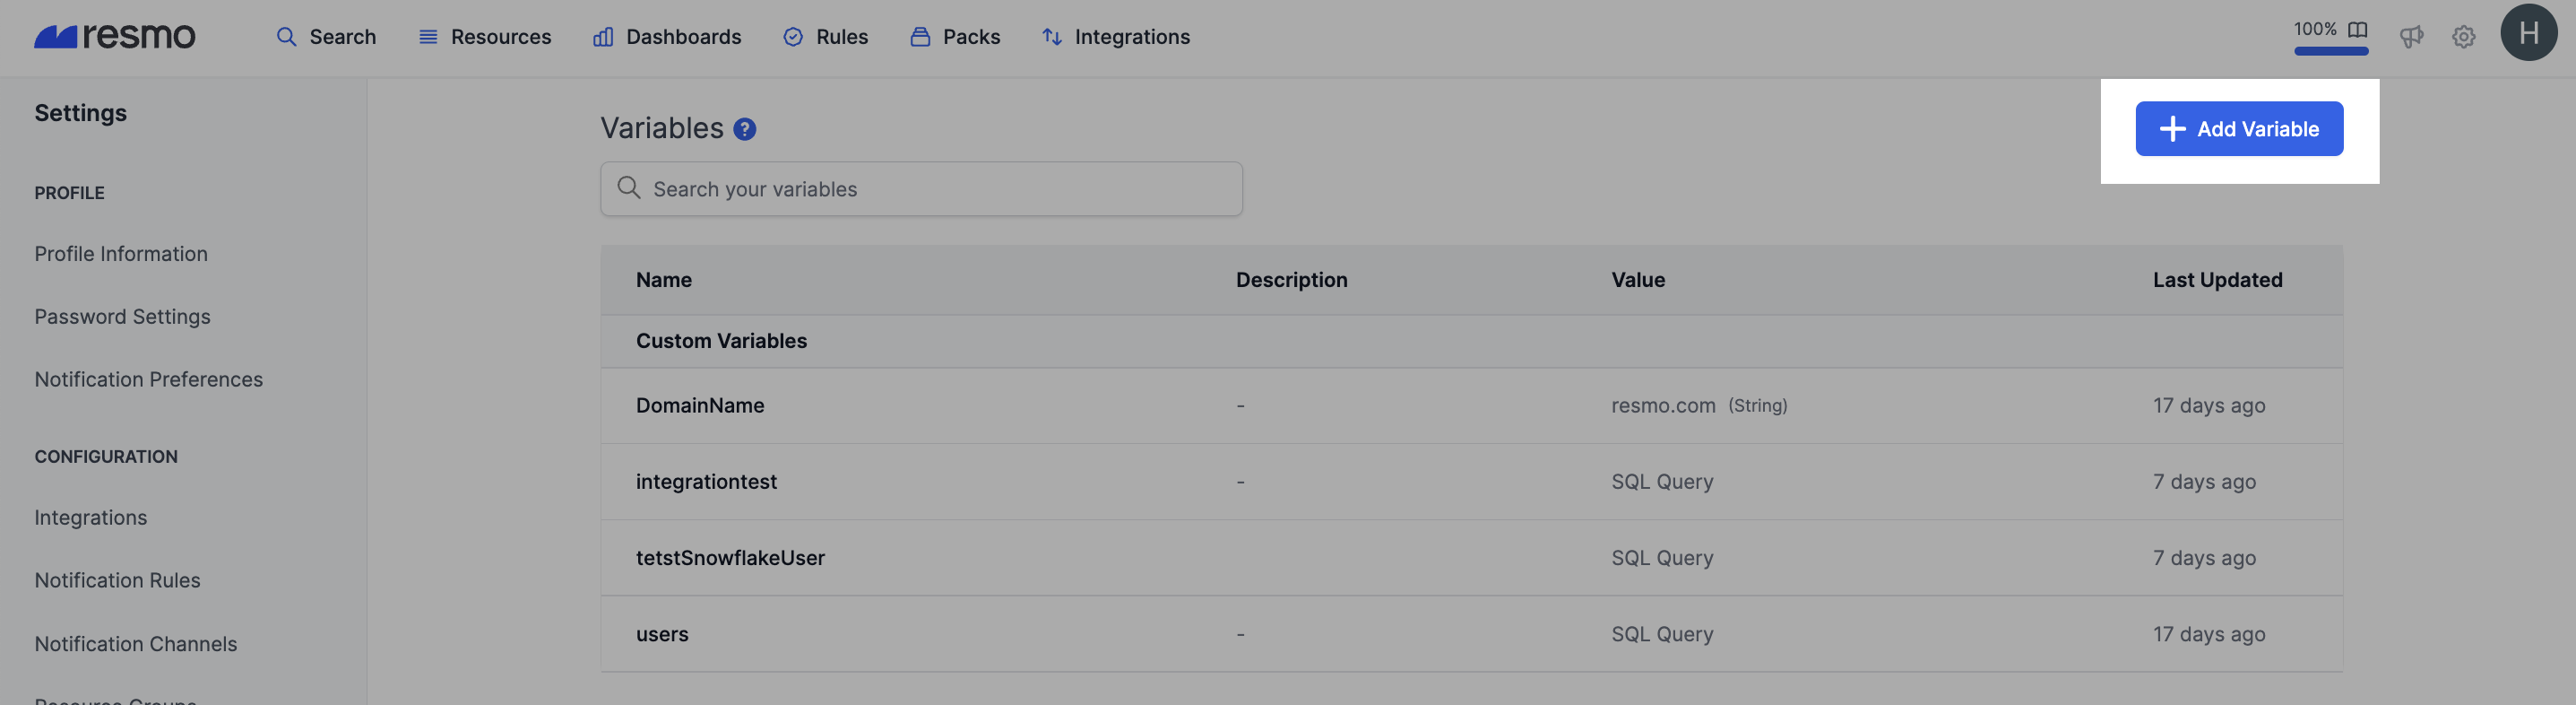 resmo
Search
Resources
Dashboards
Rules
Packs
Integrations
100%
H
Settings
PROFILE
Profile Information
Password Settings
Notification Preferences
CONFIGURATION
Integrations
Notification Rules
Notification Channels
Resource Groups
Variables ?
Add Variable
Search your variables
Name Description Value Last Updated
Custom Variables
DomainName - resmo.com (String) 17 days ago
integrationtest - SQL Query 7 days ago
tetstSnowflakeUser SQL Query 7 days ago
users - SQL Query 17 days ago